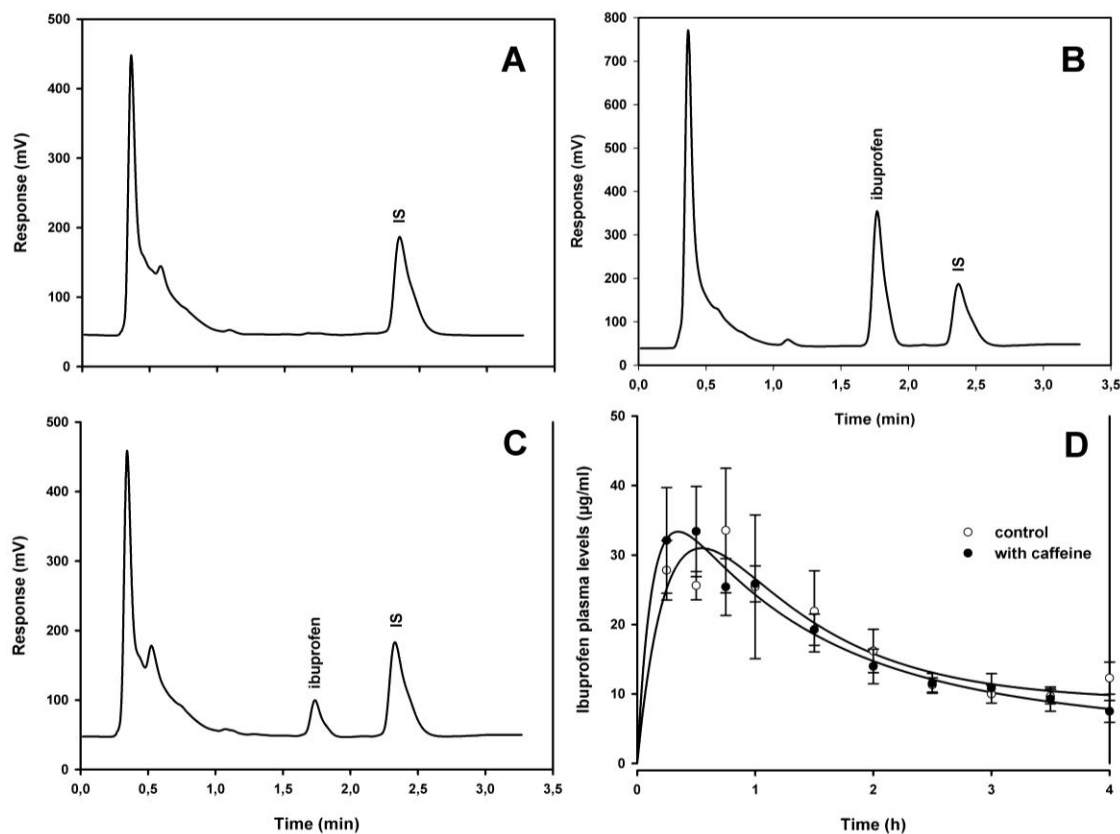 A
Response (mV)
500
400
300
200
100
0
IS
B
Response (mV)
800
700
600
500
400
300
200
100
0
ibuprofen
IS
0,0 0,5 1,0 1,5 2,0 2,5 3,0 3,5
Time (min)
C
Response (mV)
500
400
300
200
100
0
ibuprofen
IS
0,0 0,5 1,0 1,5 2,0 2,5 3,0 3,5
Time (min)
D
Ibuprofen plasma levels (µg/ml)
50
40
30
20
10
0
control
with caffeine
0 1 2 3 4
Time (h)